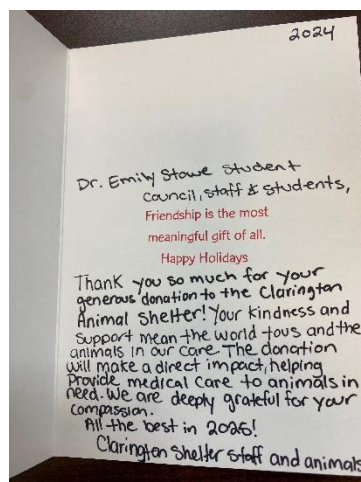 2024
Dr. Emily Stowe Student
council, staff & students,
Friendship is the most
meaningful gift of all.
Happy Holidays
Thank you so much for your
generous donation to the Clarington
Animal Shelter! Your kindness and
support mean the world to us and the
animals in our care. The donation
will make a direct impact, helping
Provide medical care to animals in
need. We are deeply grateful for your
compassion.
All the best in 2025!
Clarington Shelter staff and animals